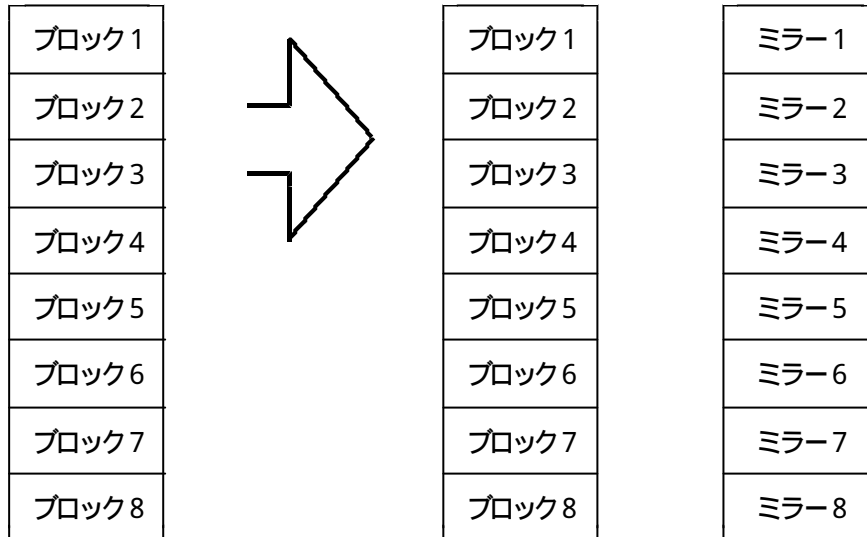 ブロック1 ブロック1 ミラー1
ブロック2 ブロック2 ミラー2
ブロック3 ブロック3 ミラー3
ブロック4 ブロック4 ミラー4
ブロック5 ブロック5 ミラー5
ブロック6 ブロック6 ミラー6
ブロック7 ブロック7 ミラー7
ブロック8 ブロック8 ミラー8